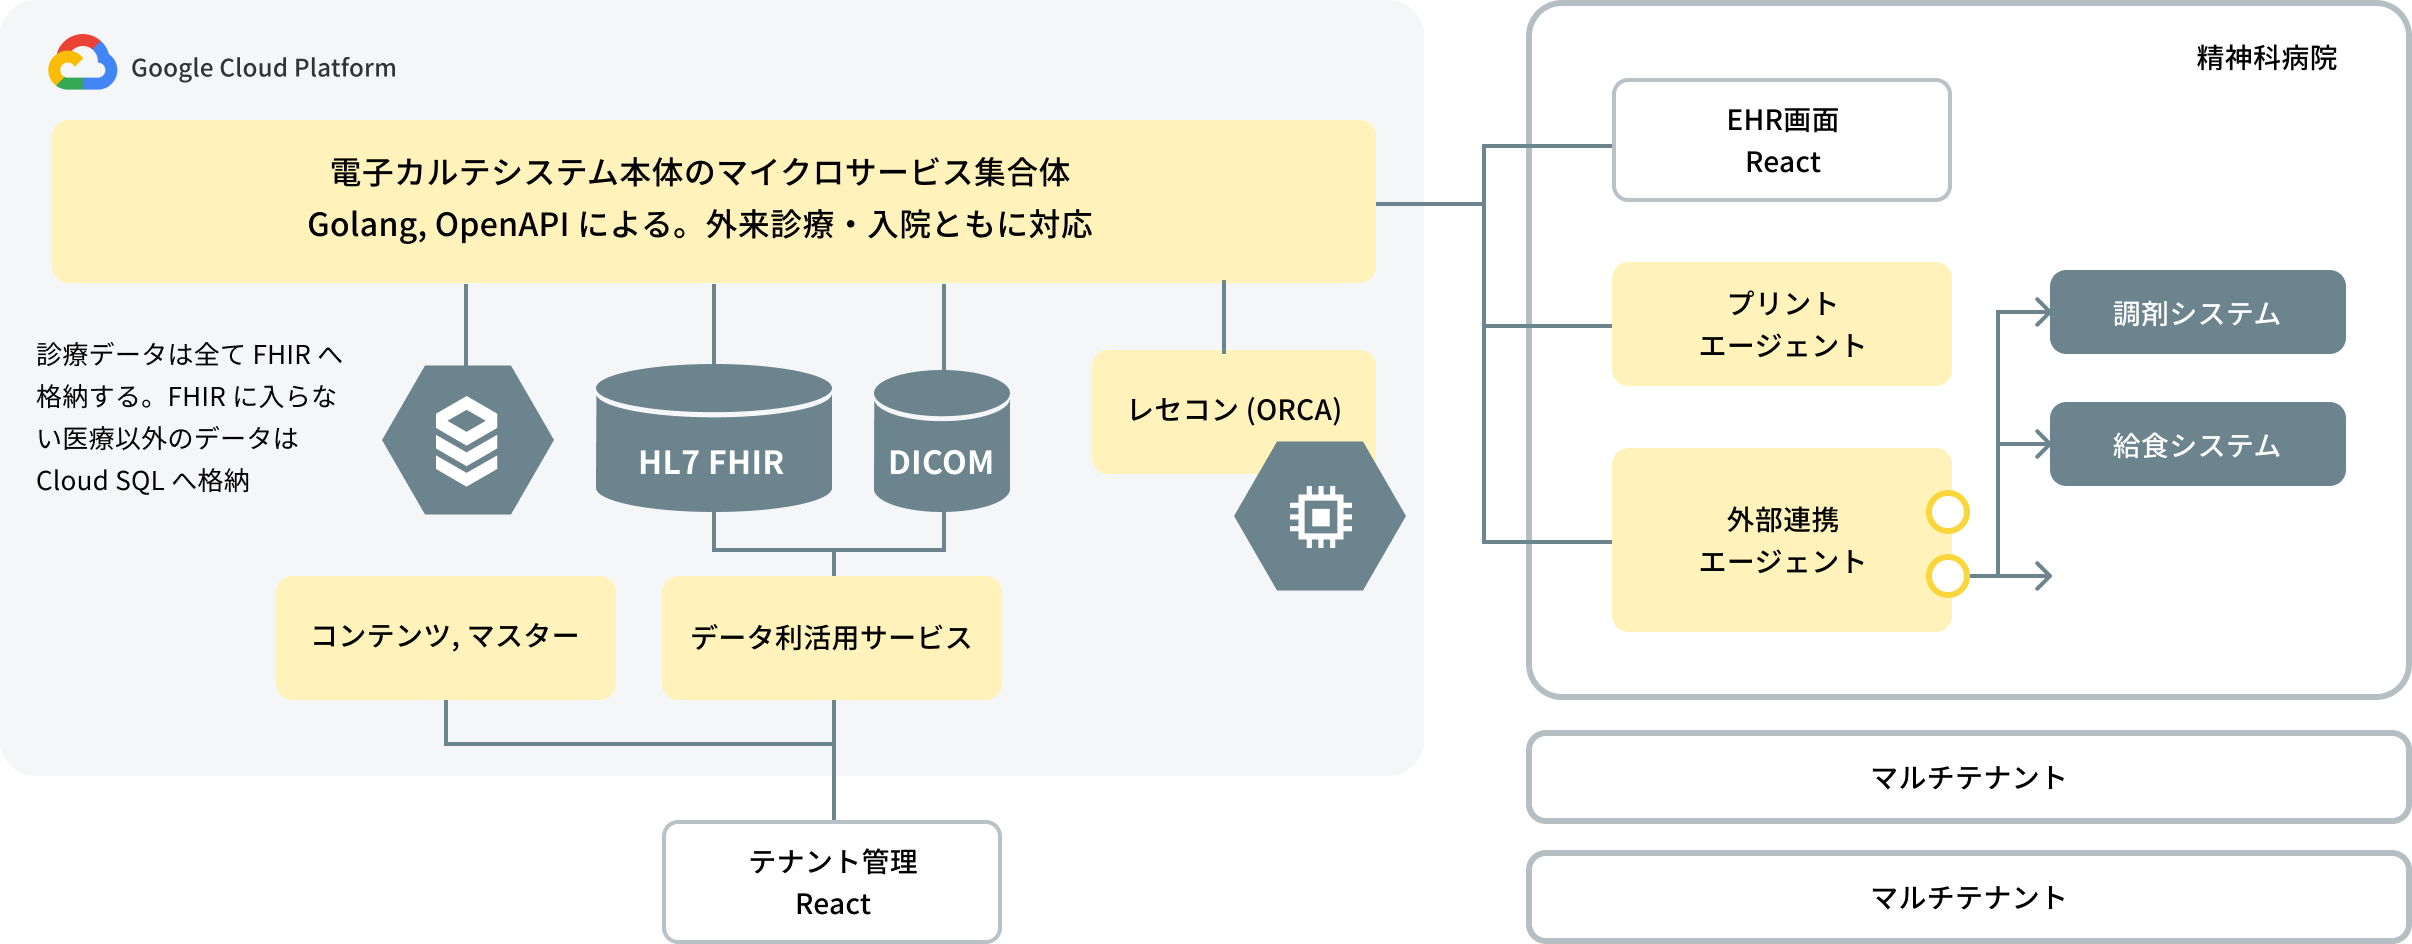 Google Cloud Platform
電子カルテシステム本体のマイクロサービス集合体
Golang, OpenAPI による。外来診療・入院ともに対応
診療データは全て FHIR へ
格納する。FHIR に入らな
い医療以外のデータは
Cloud SQL へ格納
HL7 FHIR
DICOM
レセコン (ORCA)
コンテンツ, マスター
データ利活用サービス
テナント管理
React
精神科病院
EHR画面
React
プリント
エージェント
外部連携
エージェント
調剤システム
給食システム
マルチテナント
マルチテナント